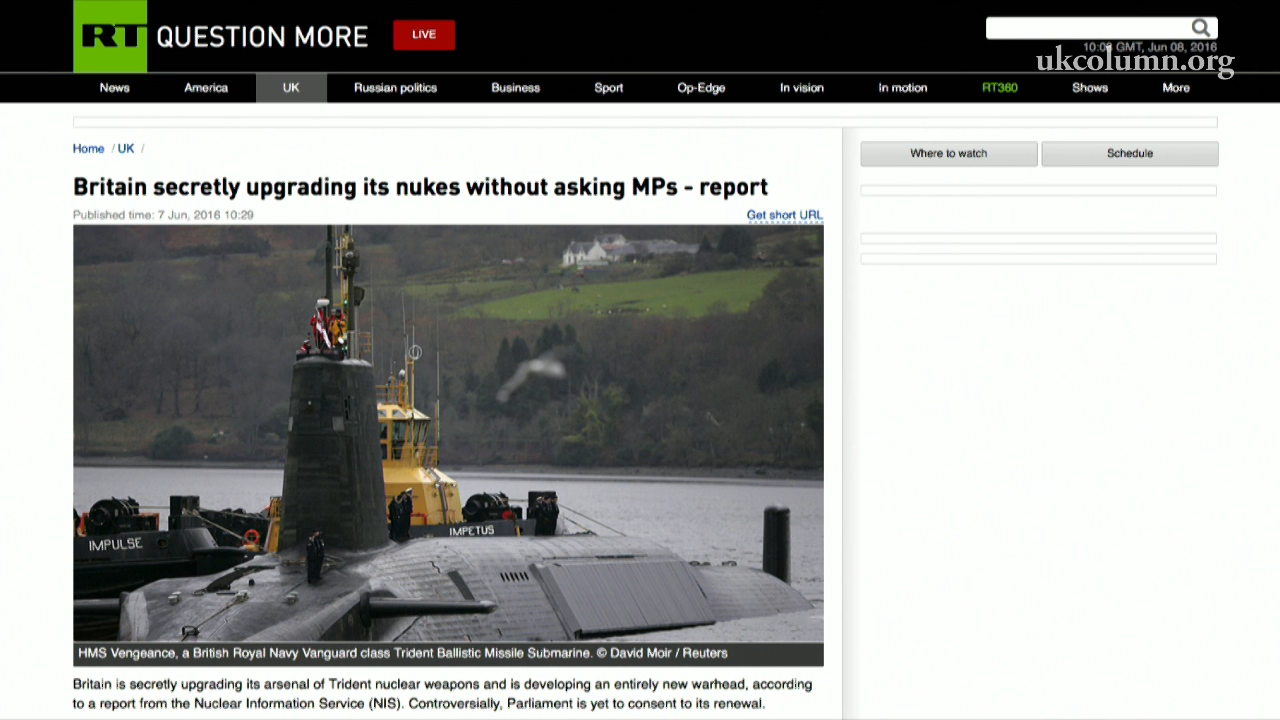 RT QUESTION MORE
LIVE
10:08 GMT, Jun 08, 2016
ukcolumn.org
News America UK Russian politics Business Sport Op-Edge In vision In motion RT360 Shows More
Home / UK /
Where to watch Schedule
Britain secretly upgrading its nukes without asking MPs - report
Published time: 7 Jun, 2016 10:29
Get short URL
IMPULSE
IMPETUS
HMS Vengeance, a British Royal Navy Vanguard class Trident Ballistic Missile Submarine. © David Moir / Reuters
Britain is secretly upgrading its arsenal of Trident nuclear weapons and is developing an entirely new warhead, according
to a report from the Nuclear Information Service (NIS). Controversially, Parliament is yet to consent to its renewal.